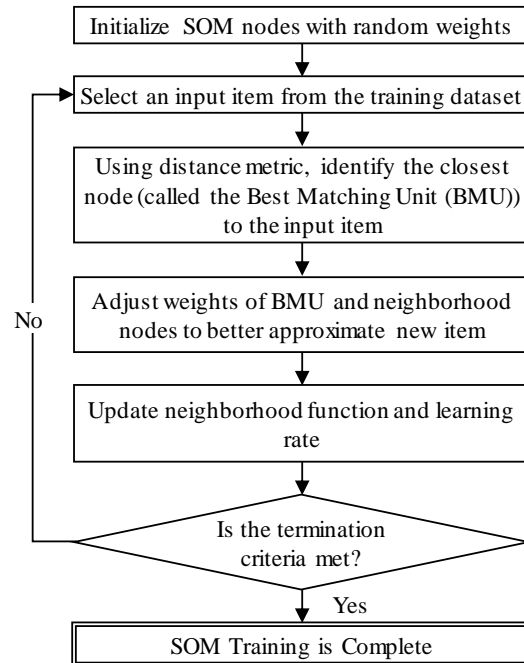 Initialize SOM nodes with random weights
Select an input item from the training dataset
Using distance metric, identify the closest
node (called the Best Matching Unit (BMU))
to the input item
Adjust weights of BMU and neighborhood
nodes to better approximate new item
No
Update neighborhood function and learning
rate
Is the termination
criteria met?
Yes
SOM Training is Complete